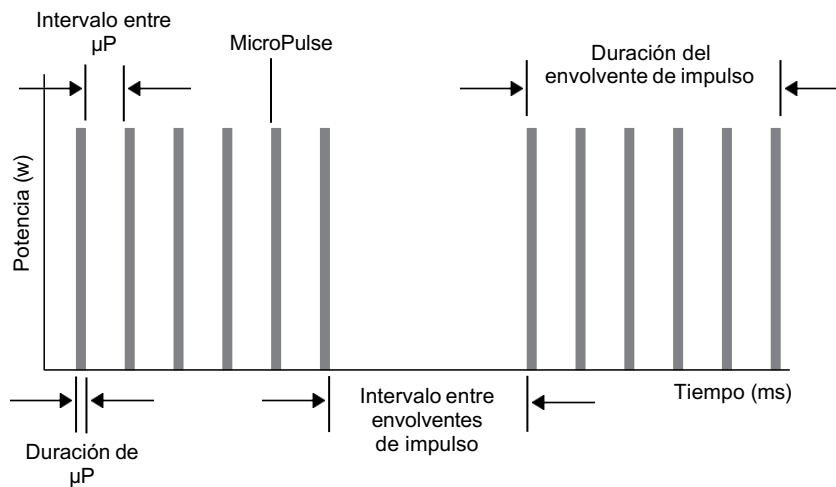 Intervalo entre
µP
MicroPulse
Duración del
envolvente de impulso
Potencia (w)
Tiempo (ms)
Intervalo entre
envolventes
de impulso
Duración de
µP